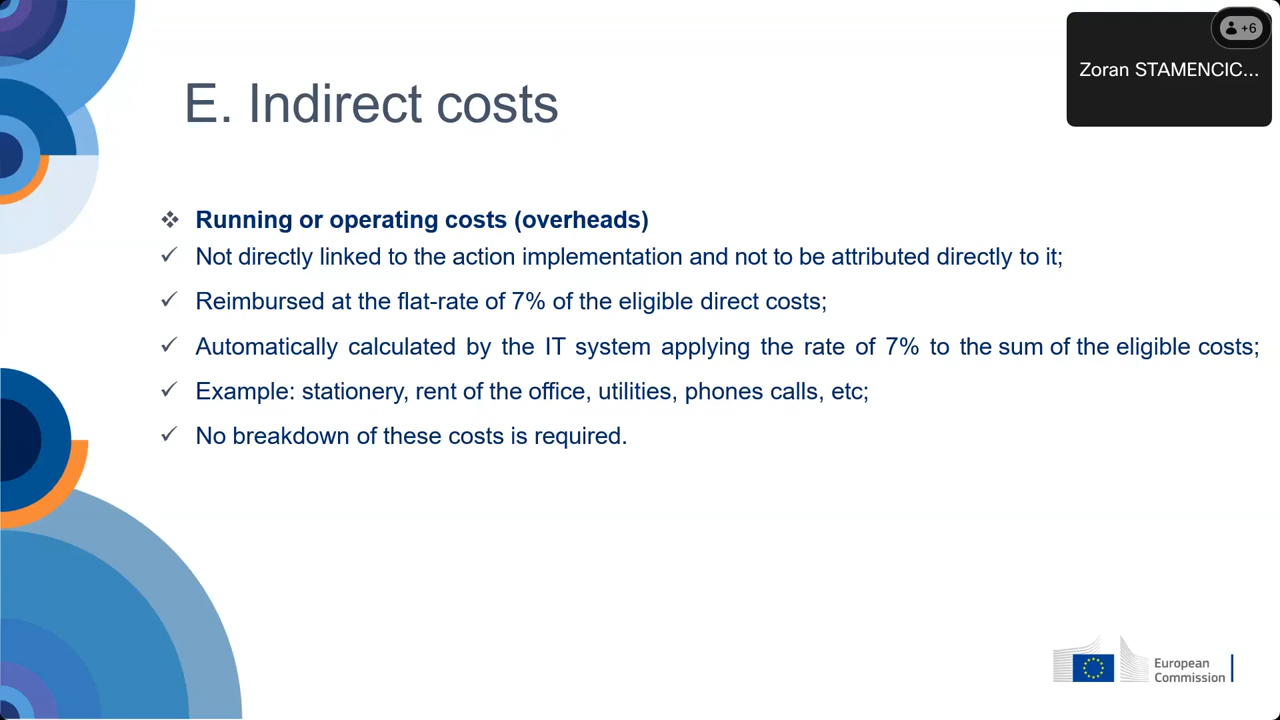 +6
Zoran STAMENCIC...
E. Indirect costs
❖ Running or operating costs (overheads)
✓ Not directly linked to the action implementation and not to be attributed directly to it;
✓ Reimbursed at the flat-rate of 7% of the eligible direct costs;
✓ Automatically calculated by the IT system applying the rate of 7% to the sum of the eligible costs;
✓ Example: stationery, rent of the office, utilities, phones calls, etc;
✓ No breakdown of these costs is required.
European
Commission